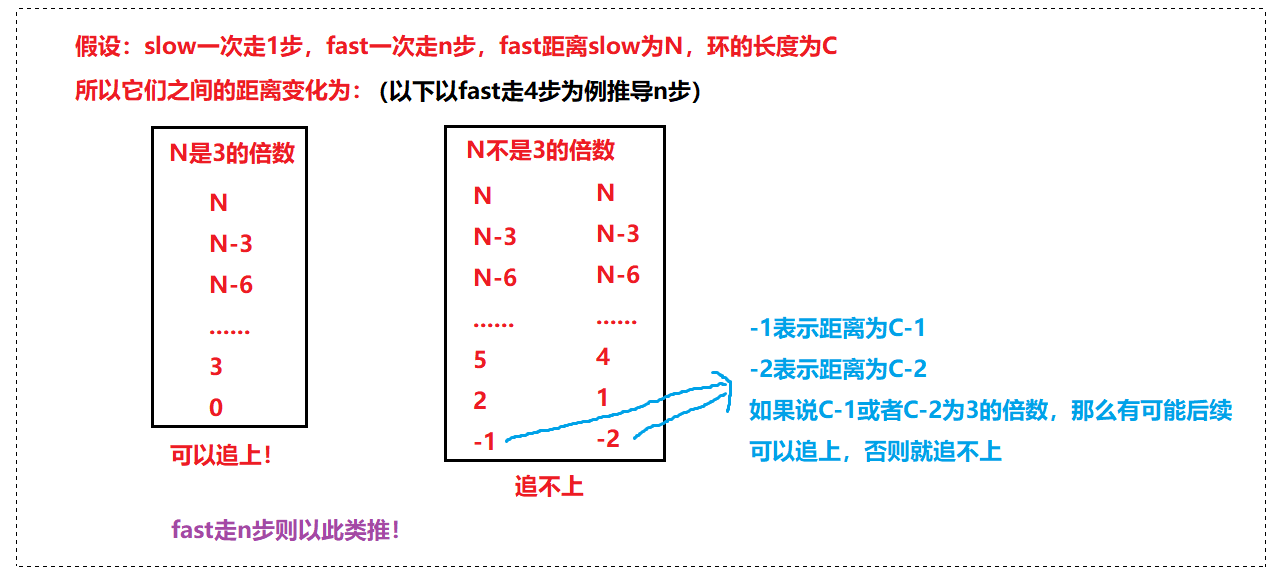 假设：slow一次走1步，fast一次走n步，fast距离slow为N，环的长度为C
所以它们之间的距离变化为：(以下以fast走4步为例推导n步)
N是3的倍数
N
N-3
N-6
……
3
0
可以追上！
N不是3的倍数
N N
N-3 N-3
N-6 N-6
…… ……
5 4
2 1
-1 -2
追不上
-1表示距离为C-1
-2表示距离为C-2
如果说C-1或者C-2为3的倍数，那么有可能后续
可以追上，否则就追不上
fast走n步则以此类推！